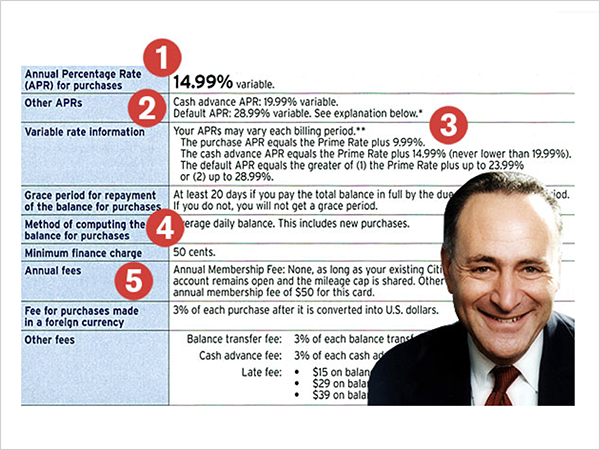 1
Annual Percentage Rate
(APR) for purchases
14.99% variable.
Other APRs
2
Cash advance APR: 19.99% variable.
Default APR: 28.99% variable. See explanation below.*
Variable rate information
3
Your APRs may vary each billing period.**
The purchase APR equals the Prime Rate plus 9.99%.
The cash advance APR equals the Prime Rate plus 14.99% (never lower than 19.99%).
The default APR equals the greater of (1) the Prime Rate plus up to 23.99%
or (2) up to 28.99%.
Grace period for repayment
of the balance for purchases
At least 20 days if you pay the total balance in full by the due
If you do, you will not get a grace period.
Method of computing the
balance for purchases
4
daily balance. This includes new purchases.
Minimum finance charge
50 cents.
Annual fees
5
Annual Membership Fee: None, as long as your existing Citi
account remains open and the mileage cap is shared. Other
annual membership fee of $50 for this card.
Fee for purchases made
in a foreign currency
3% of each purchase after it is converted into U.S. dollars.
Other fees
Balance transfer fee: 3% of each balance
Cash advance fee: 3% of each cash
Late fee: • $15 on
• $29 on
• $39 on